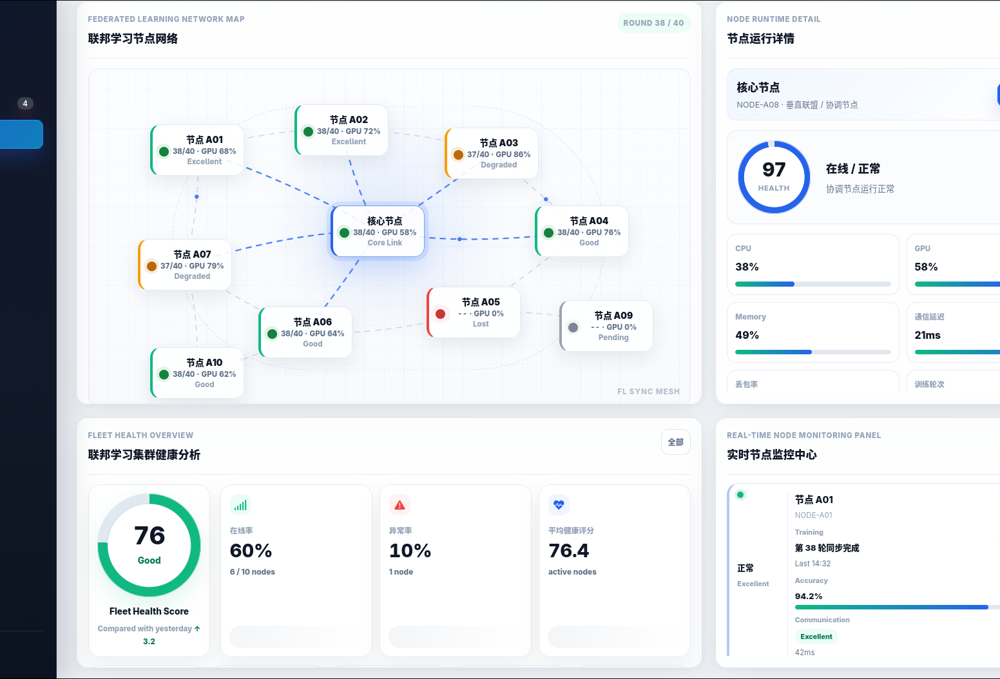 4
FEDERATED LEARNING NETWORK MAP
联邦学习节点网络
ROUND 38 / 40
节点 A01
38/40 · GPU 68%
Excellent
节点 A02
38/40 · GPU 72%
Excellent
节点 A03
37/40 · GPU 86%
Degraded
核心节点
38/40 · GPU 58%
Core Link
节点 A04
38/40 · GPU 76%
Good
节点 A07
37/40 · GPU 79%
Degraded
节点 A05
-- · GPU 0%
Lost
节点 A06
38/40 · GPU 64%
Good
节点 A09
-- · GPU 0%
Pending
节点 A10
38/40 · GPU 62%
Good
FL SYNC MESH
NODE RUNTIME DETAIL
节点运行详情
核心节点
NODE-A08 · 垂直联盟 / 协调节点
97
HEALTH
在线 / 正常
协调节点运行正常
CPU
38%
GPU
58%
Memory
49%
通信延迟
21ms
丢包率
训练轮次
FLEET HEALTH OVERVIEW
联邦学习集群健康分析
全部
76
Good
Fleet Health Score
Compared with yesterday ↑
3.2
在线率
60%
6 / 10 nodes
异常率
10%
1 node
平均健康评分
76.4
active nodes
REAL-TIME NODE MONITORING PANEL
实时节点监控中心
正常
Excellent
节点 A01
NODE-A01
Training
第 38 轮同步完成
Last 14:32
Accuracy
94.2%
Communication
Excellent
42ms